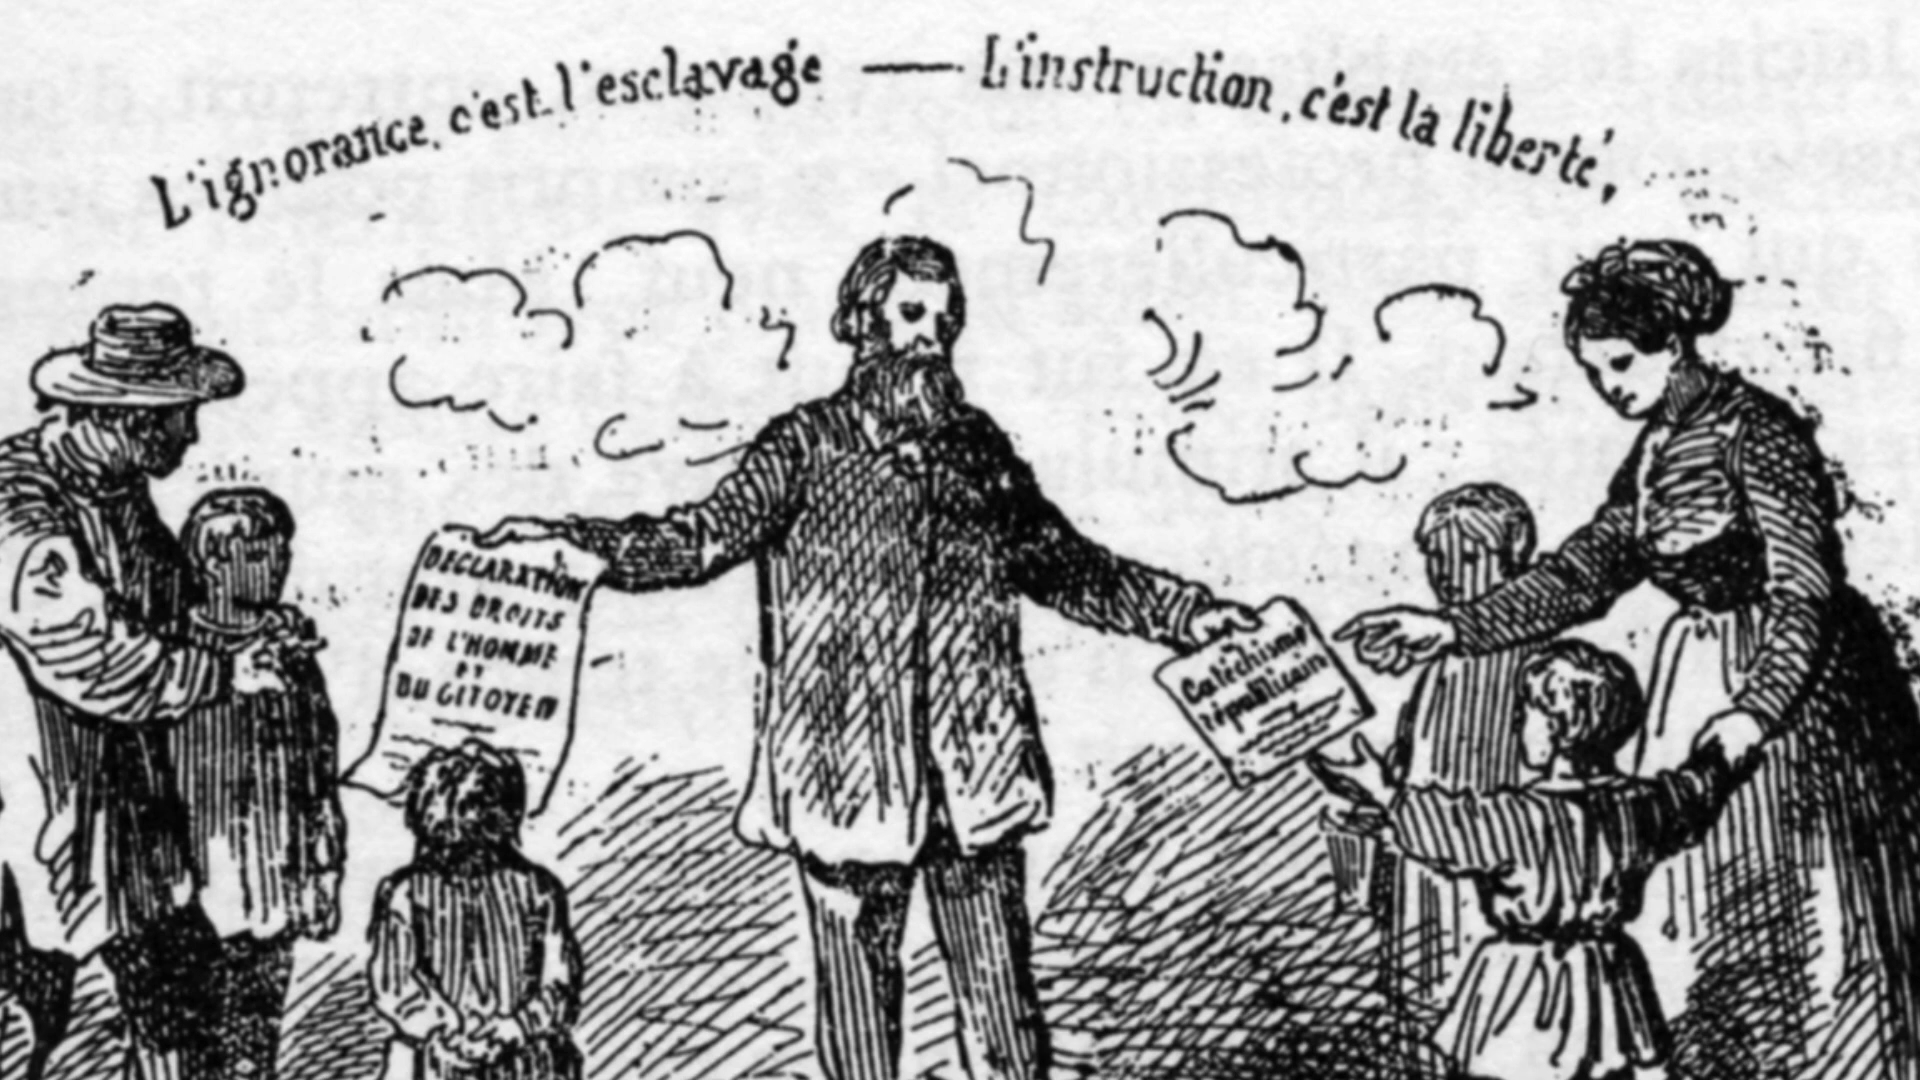 L'ignorance, c'est l'esclavage — L'instruction, c'est la liberté,
DECLARATION
DES DROITS
DE L'HOMME
ET
DU CITOYEN
Catéchisme
républicain